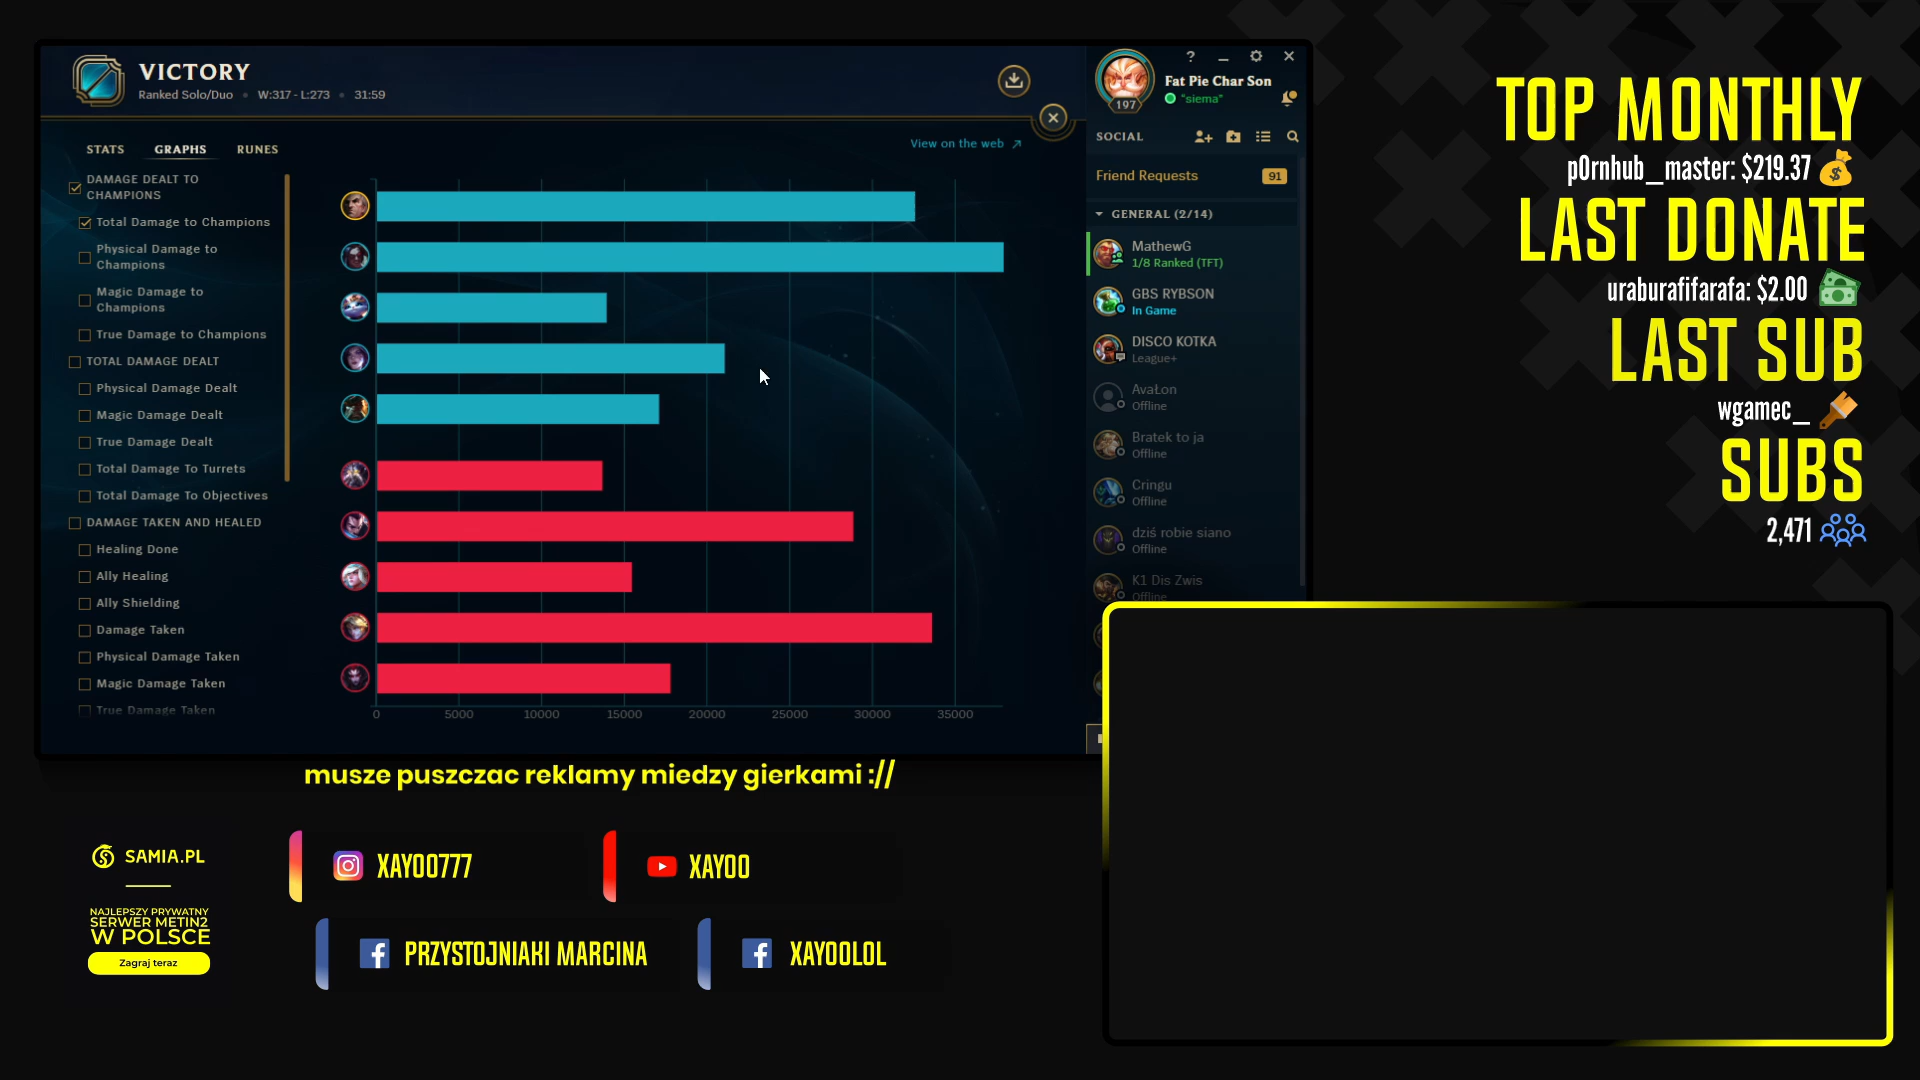 VICTORY
Ranked Solo/Duo • W:317 - L:273 • 31:59
STATS GRAPHS RUNES
View on the web
DAMAGE DEALT TO
CHAMPIONS
Total Damage to Champions
Physical Damage to
Champions
Magic Damage to
Champions
True Damage to Champions
TOTAL DAMAGE DEALT
Physical Damage Dealt
Magic Damage Dealt
True Damage Dealt
Total Damage To Turrets
Total Damage To Objectives
DAMAGE TAKEN AND HEALED
Healing Done
Ally Healing
Ally Shielding
Damage Taken
Physical Damage Taken
Magic Damage Taken
True Damage Taken
0 5000 10000 15000 20000 25000 30000 35000
?
Fat Pie Char Son
197
"siema"
SOCIAL
Friend Requests 91
GENERAL (2/14)
MathewG
1/8 Ranked (TFT)
GBS RYBSON
In Game
DISCO KOTKA
League+
AvaŁon
Offline
Bratek to ja
Offline
Cringu
Offline
dziś robie siano
Offline
K1 Dis Zwis
Offline
TOP MONTHLY
p0rnhub_master: $219.37
LAST DONATE
uraburafifarafa: $2.00
LAST SUB
wgamec_
SUBS
2,471
musze puszczac reklamy miedzy gierkami ://
SAMIA.PL
NAJLEPSZY PRYWATNY
SERWER METIN2
W POLSCE
Zagraj teraz
XAYOO777
XAYOO
PRZYSTOJNIAKI MARCINA
XAYOOLOL